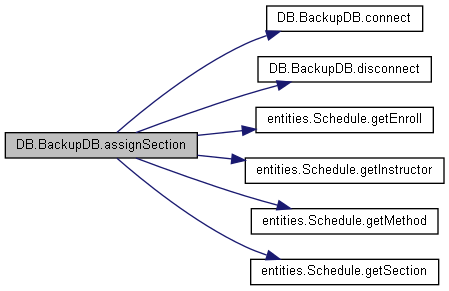 DB.BackupDB.connect
DB.BackupDB.disconnect
entities.Schedule.getEnroll
DB.BackupDB.assignSection
entities.Schedule.getInstructor
entities.Schedule.getMethod
entities.Schedule.getSection